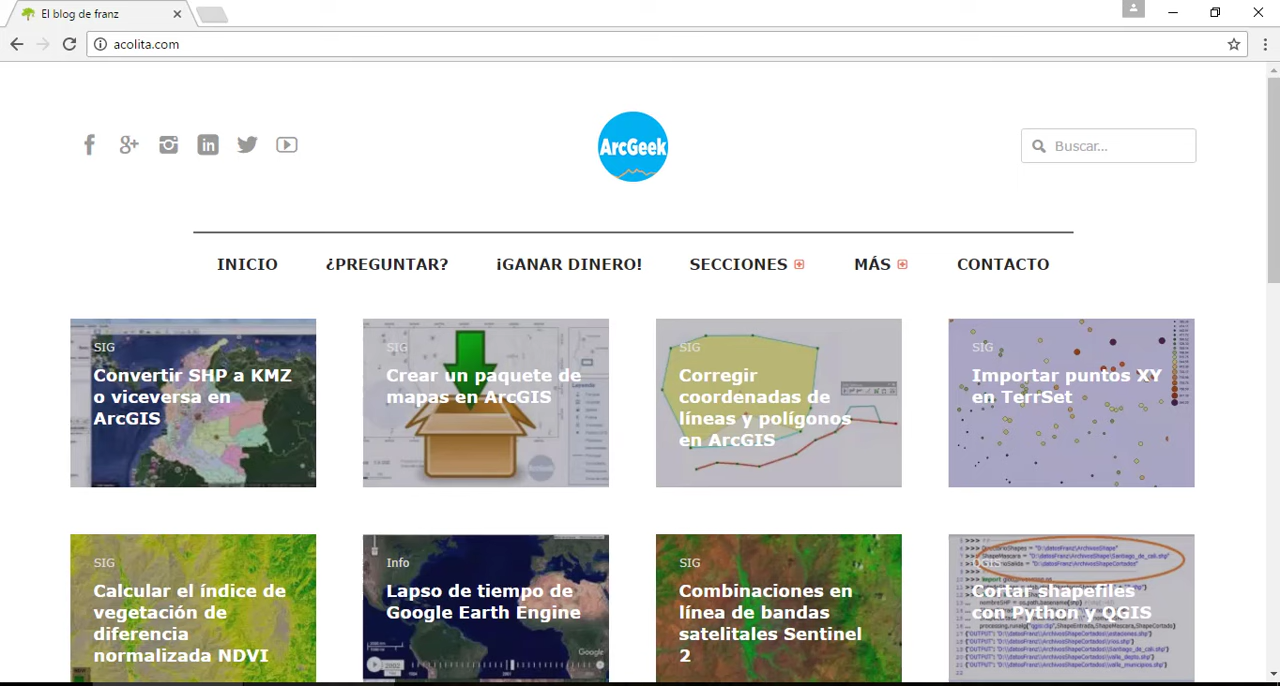 El blog de franz
acolita.com
ArcGeek
Buscar...
INICIO
¿PREGUNTAR?
¡GANAR DINERO!
SECCIONES
MÁS
CONTACTO
SIG
Convertir SHP a KMZ
o viceversa en
ArcGIS
SIG
Crear un paquete de
mapas en ArcGIS
SIG
Corregir
coordenadas de
líneas y polígonos
en ArcGIS
SIG
Importar puntos XY
en TerrSet
SIG
Calcular el índice de
vegetación de
diferencia
normalizada NDVI
Info
Lapso de tiempo de
Google Earth Engine
Google
2002
SIG
Combinaciones en
línea de bandas
satelitales Sentinel
2
Cortar shapefiles
con Python y QGIS